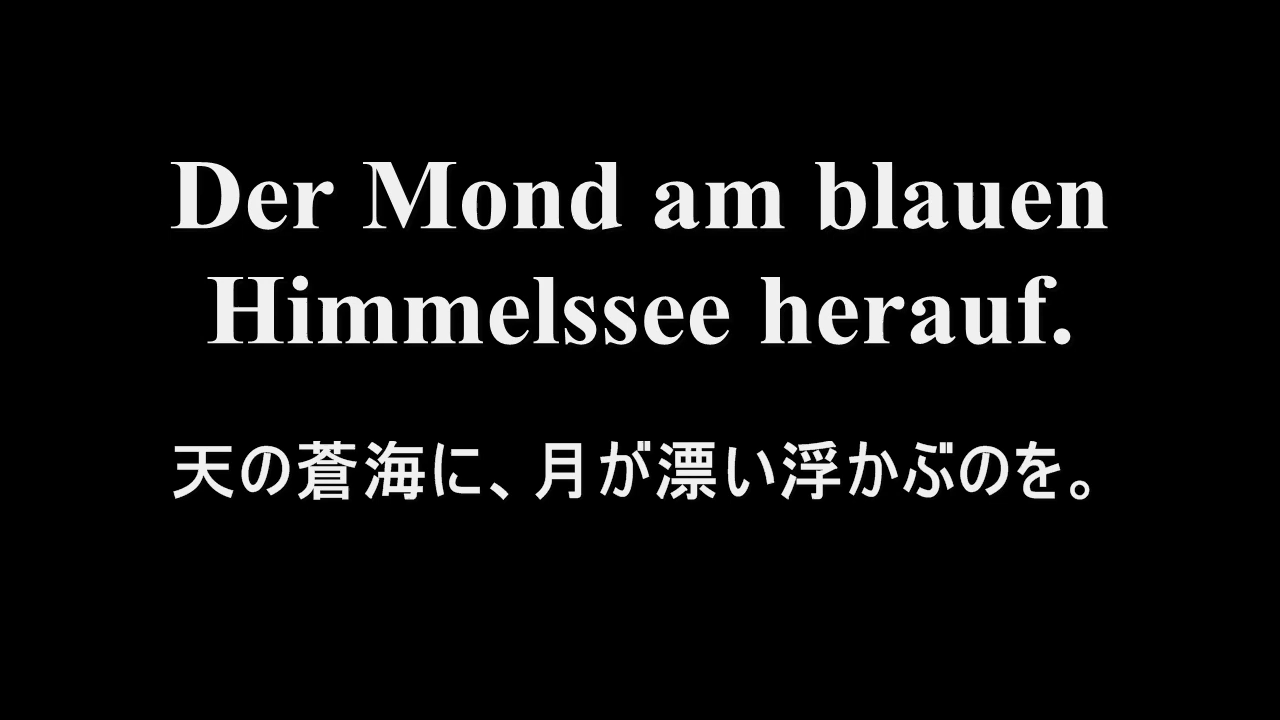 Der Mond am blauen
Himmelssee herauf.
天の蒼海に、月が漂い浮かぶのを。